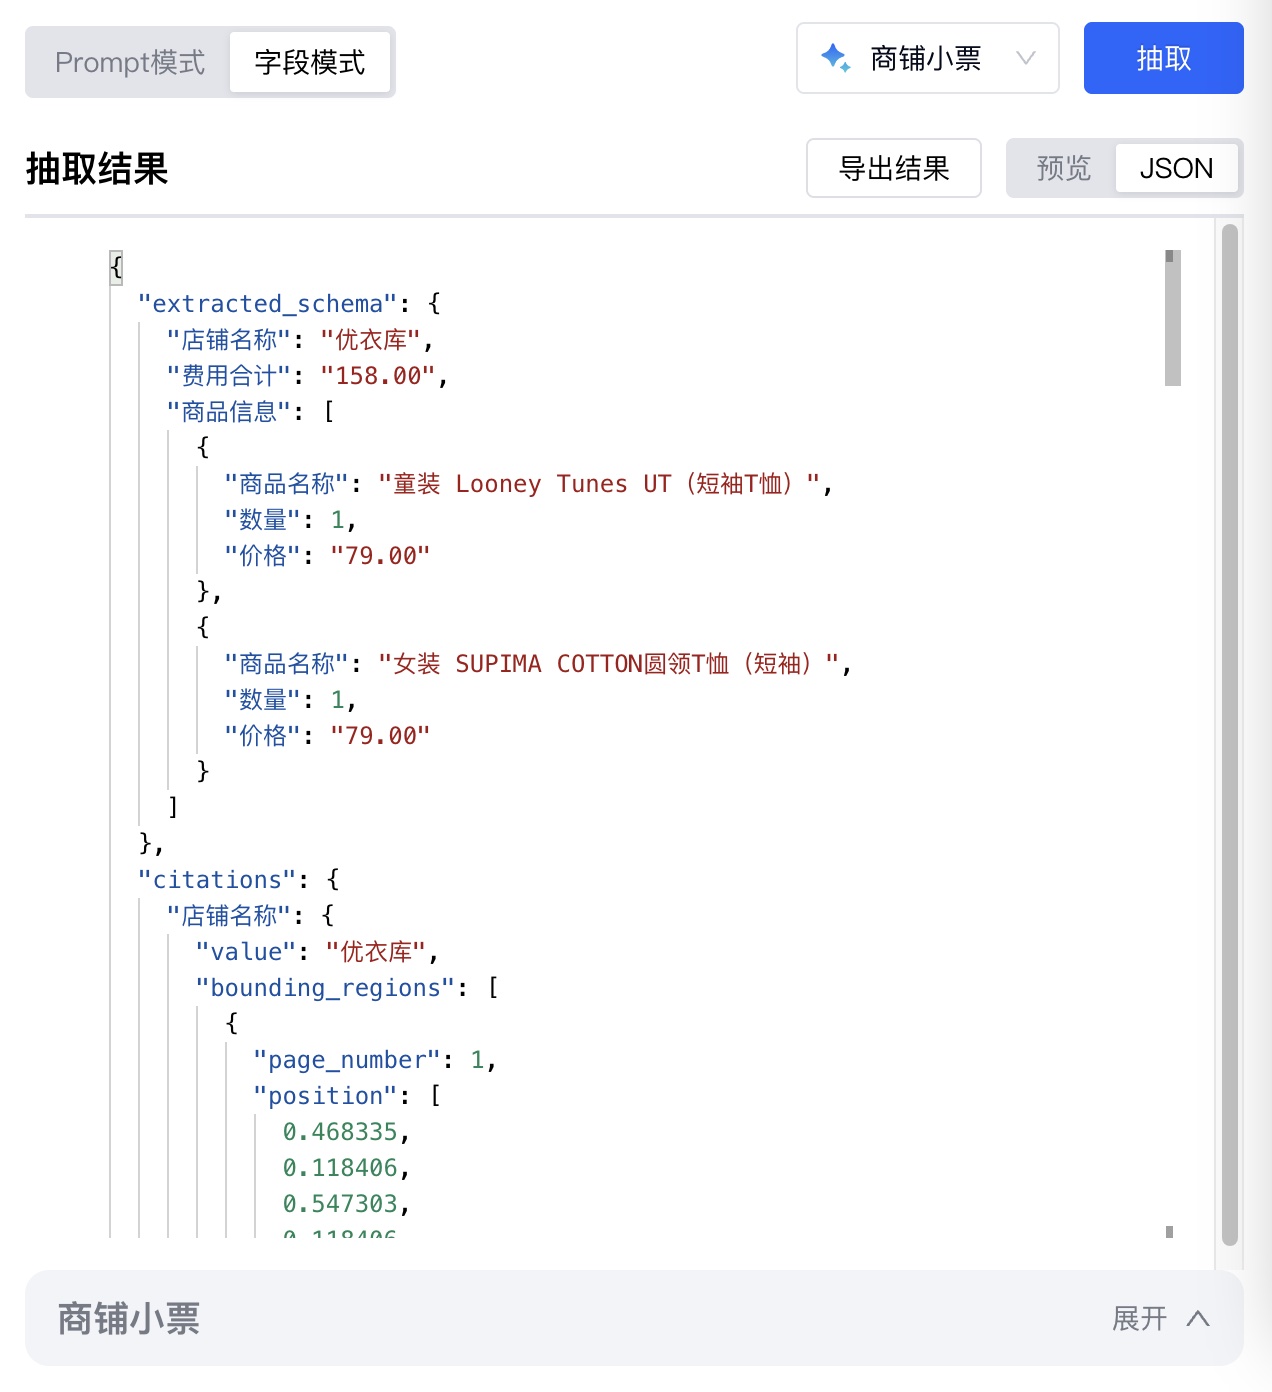 Prompt模式 字段模式 商铺小票 抽取
抽取结果 导出结果 预览 JSON
{
"extracted_schema": {
"店铺名称": "优衣库",
"费用合计": "158.00",
"商品信息": [
{
"商品名称": "童装 Looney Tunes UT（短袖T恤）",
"数量": 1,
"价格": "79.00"
},
{
"商品名称": "女装 SUPIMA COTTON圆领T恤（短袖）",
"数量": 1,
"价格": "79.00"
}
]
},
"citations": {
"店铺名称": {
"value": "优衣库",
"bounding_regions": [
{
"page_number": 1,
"position": [
0.468335,
0.118406,
0.547303,
0.118406
商铺小票 展开